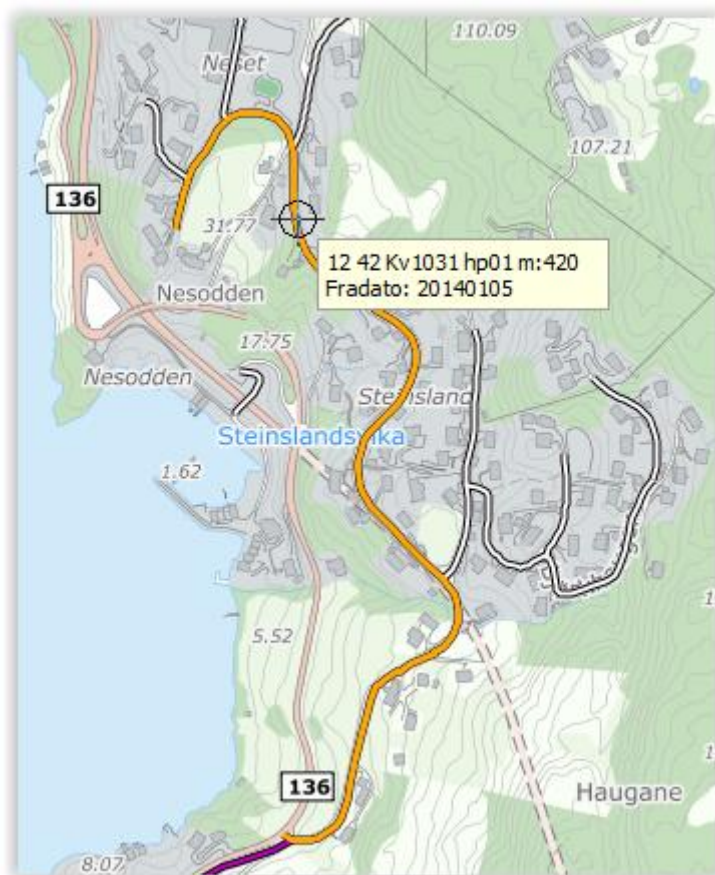 110.09
Neset
107.21
136
31.77
12 42 Kv1031 hp01 m:420
Fradato: 20140105
Nesodden
17.75
Nesodden
Steinsland
Steinslandsvika
1.62
5.52
136
Haugane
8.07